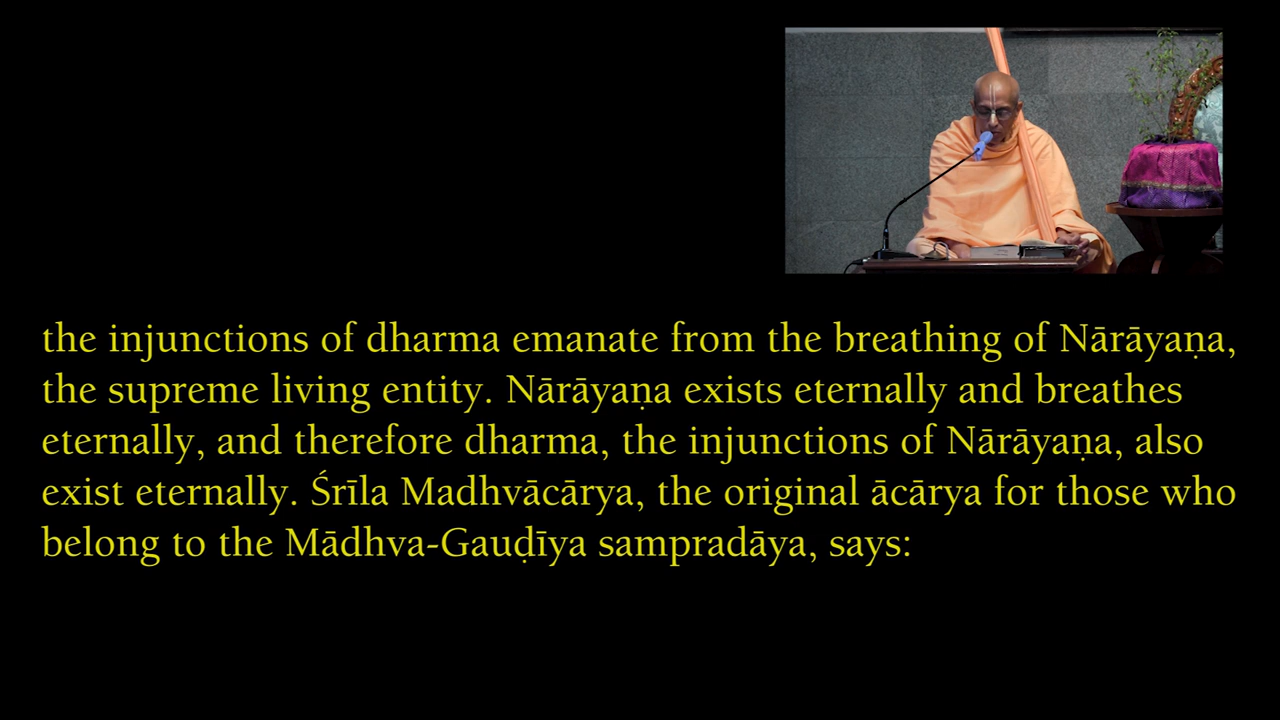 the injunctions of dharma emanate from the breathing of Nārāyaṇa,
the supreme living entity. Nārāyaṇa exists eternally and breathes
eternally, and therefore dharma, the injunctions of Nārāyaṇa, also
exist eternally. Śrīla Madhvācārya, the original ācārya for those who
belong to the Mādhva-Gauḍīya sampradāya, says: